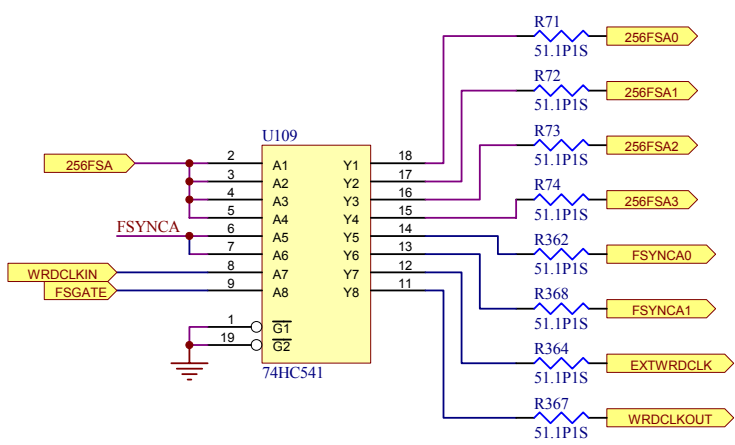 R71
256FSA0
51.1P1S
R72
256FSA1
51.1P1S
U109
R73
256FSA2
51.1P1S
256FSA 2 A1 Y1 18
3 A2 Y2 17
4 A3 Y3 16
R74
256FSA3
51.1P1S
5 A4 Y4 15
FSYNCA 6 A5 Y5 14
7 A6 Y6 13
R362
FSYNCA0
51.1P1S
WRDCLKIN 8 A7 Y7 12
FSGATE 9 A8 Y8 11
R368
FSYNCA1
51.1P1S
1 G1
19 G2
R364
EXTWRDCLK
51.1P1S
74HC541
R367
WRDCLKOUT
51.1P1S